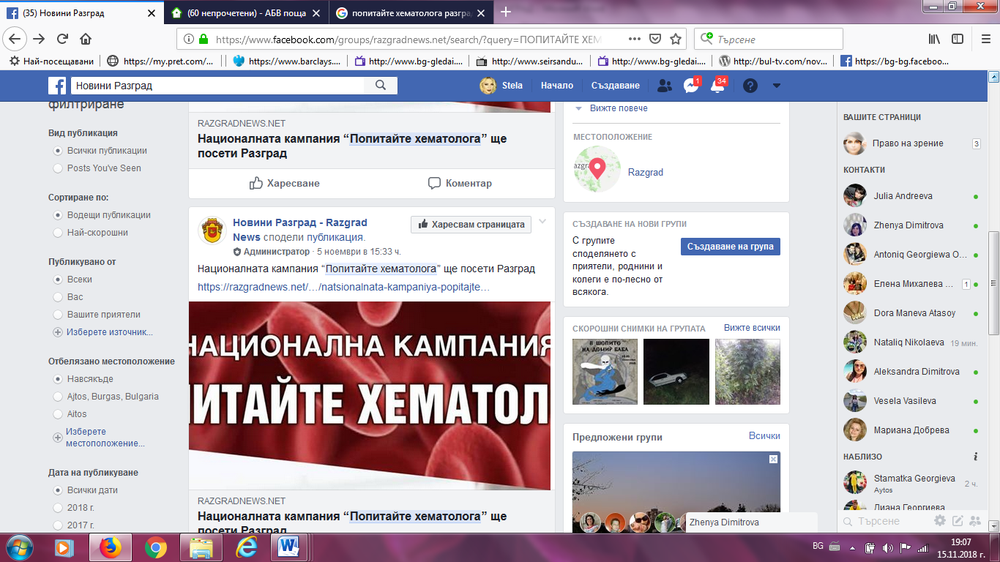 (35) Новини Разград
(60 непрочетени) - АБВ поща
попитайте хематолога разгра
https://www.facebook.com/groups/razgradnews.net/search/?query=ПОПИТАЙТЕ ХЕМ
Търсене
Най-посещавани
https://my.pret.com/...
https://www.barclays....
http://www.bg-gledai....
http://www.seirsandu...
http://www.bg-gledai....
http://bul-tv.com/nov...
https://bg-bg.faceboo...
Новини Разград
Stela
Начало
Създаване
1
34
филтриране
Вид публикация
Всички публикации
Posts You've Seen
Сортиране по:
Водещи публикации
Най-скорошни
Публикувано от
Всеки
Вас
Вашите приятели
Изберете източник...
Отбелязано местоположение
Навсякъде
Ajtos, Burgas, Bulgaria
Aitos
Изберете
местоположение...
Дата на публикуване
Всички дати
2018 г.
2017 г.
RAZGRADNEWS.NET
Националната кампания “Попитайте хематолога” ще
посети Разград
Харесване
Коментар
Новини Разград - Razgrad
News сподели публикация.
Харесвам страницата
Администратор · 5 ноември в 15:33 ч.
Националната кампания “Попитайте хематолога” ще посети Разград
https://razgradnews.net/…/natsionalnata-kampaniya-popitajte…
НАЦИОНАЛНА КАМПАНИЯ
ИТАЙТЕ ХЕМАТОЛ
RAZGRADNEWS.NET
Националната кампания “Попитайте хематолога” ще
посети Разград
Вижте повече
МЕСТОПОЛОЖЕНИЕ
azgra
Razgrad
СЪЗДАВАНЕ НА НОВИ ГРУПИ
С групите
споделянето с
приятели, роднини и
колеги е по-лесно от
всякога.
Създаване на група
СКОРОШНИ СНИМКИ НА ГРУПАТА
Вижте всички
В ШОПИТО
НА ДОМИР БАБА
Предложени групи
Всички
Zhenya Dimitrova
ВАШИТЕ СТРАНИЦИ
Право на зрение
3
КОНТАКТИ
Julia Andreeva
Zhenya Dimitrova
Antoniq Georgiewa O...
Елена Михалева ...
1
Dora Maneva Atasoy
Nataliq Nikolaeva
19 мин.
Aleksandra Dimitrova
Vesela Vasileva
Мариана Добрева
НАБЛИЗО
Stamatka Georgieva
Aytos
2 ч.
Диана Георгиева
Търсене
BG
19:07
15.11.2018 г.